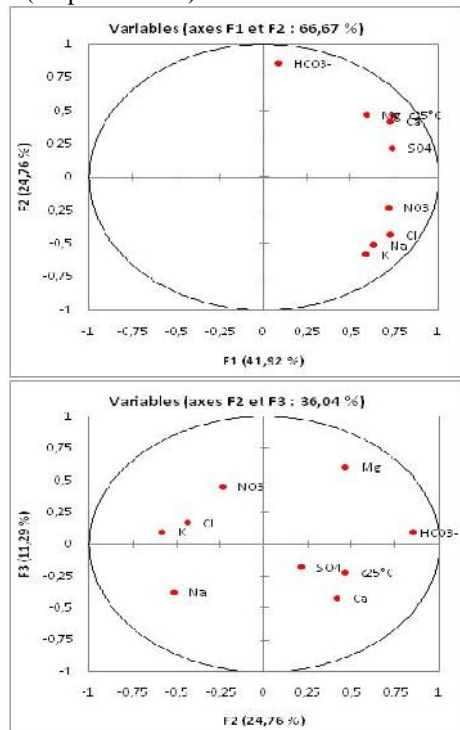 Variables (axes F1 et F2 : 66,67 %)
1
HCO3-
0,75
0,5
Mg
c25°C
Ca
0,25
SO4
F2 (24,76 %)
0
0,25
NO3
Cl
-0,5
Na
K
-0,75
-1
-1 -0,75 -0,5 -0,25 0 0,25 0,5 0,75 1
F1 (41,92 %)
Variables (axes F2 et F3 : 36,04 %)
1
0,75
Mg
0,5
NO3
0,25
Cl
K
HCO3-
F3 (11,29 %)
0
SO4
c25°C
-0,25
Na
Ca
-0,5
-0,75
-1
-1 -0,75 -0,5 -0,25 0 0,25 0,5 0,75 1
F2 (24,76 %)